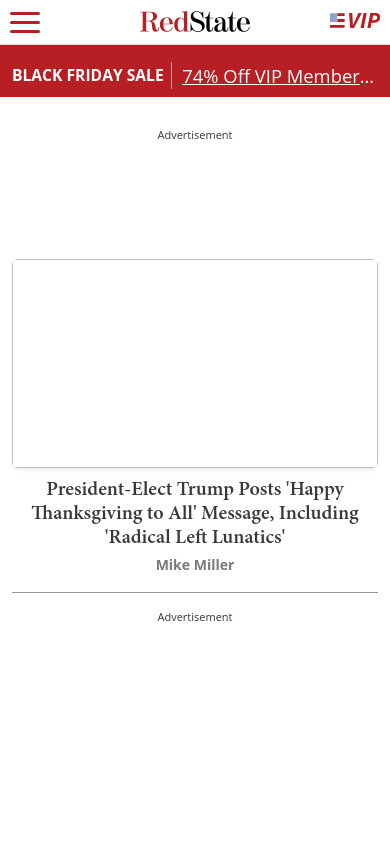 RedState
VIP
BLACK FRIDAY SALE
74% Off VIP Member...
Advertisement
President-Elect Trump Posts 'Happy
Thanksgiving to All' Message, Including
'Radical Left Lunatics'
Mike Miller
Advertisement